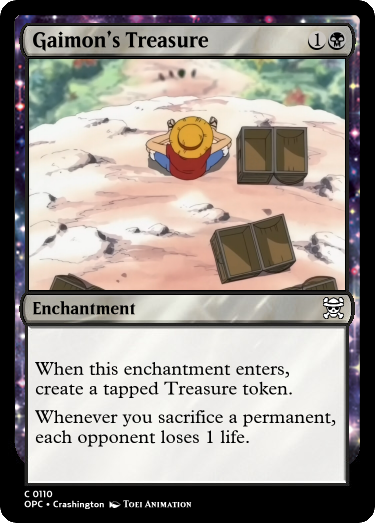 Gaimon's Treasure 1
Enchantment
When this enchantment enters,
create a tapped Treasure token.
Whenever you sacrifice a permanent,
each opponent loses 1 life.
C 0110
OPC • Crashington Toei Animation